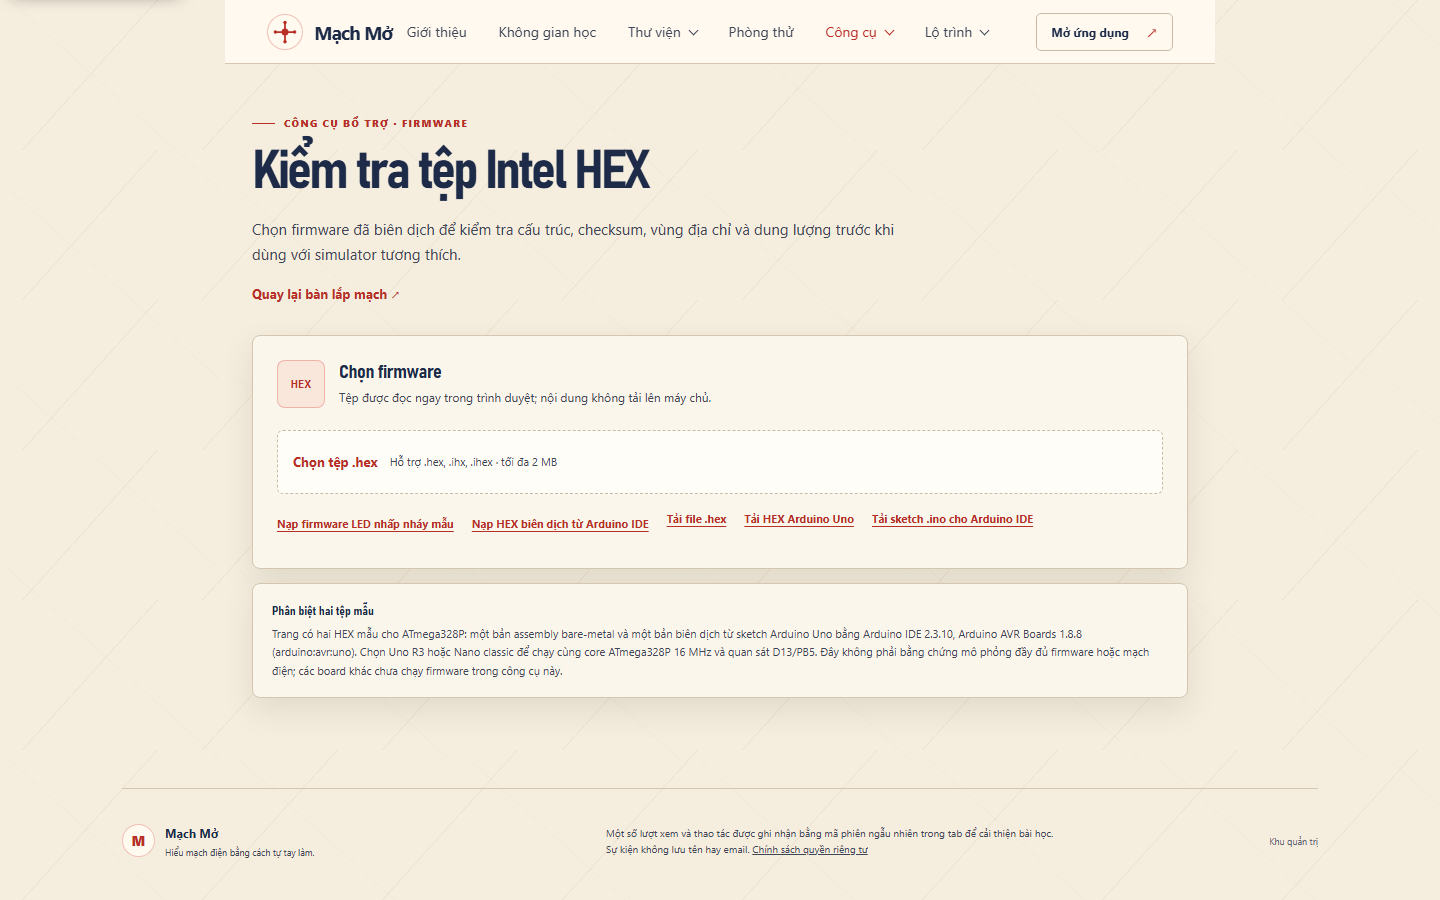 Mạch Mở
Giới thiệu
Không gian học
Thư viện
Phòng thử
Công cụ
Lộ trình
Mở ứng dụng ↗
CÔNG CỤ BỔ TRỢ · FIRMWARE
Kiểm tra tệp Intel HEX
Chọn firmware đã biên dịch để kiểm tra cấu trúc, checksum, vùng địa chỉ và dung lượng trước khi
dùng với simulator tương thích.
Quay lại bàn lắp mạch ↗
HEX
Chọn firmware
Tệp được đọc ngay trong trình duyệt; nội dung không tải lên máy chủ.
Chọn tệp .hex
Hỗ trợ .hex, .ihx, .ihex · tối đa 2 MB
Nạp firmware LED nhấp nháy mẫu
Nạp HEX biên dịch từ Arduino IDE
Tải file .hex
Tải HEX Arduino Uno
Tải sketch .ino cho Arduino IDE
Phân biệt hai tệp mẫu
Trang có hai HEX mẫu cho ATmega328P: một bản assembly bare-metal và một bản biên dịch từ sketch Arduino Uno bằng Arduino IDE 2.3.10, Arduino AVR Boards 1.8.8
(arduino:avr:uno). Chọn Uno R3 hoặc Nano classic để chạy cùng core ATmega328P 16 MHz và quan sát D13/PB5. Đây không phải bằng chứng mô phỏng đầy đủ firmware hoặc mạch
điện; các board khác chưa chạy firmware trong công cụ này.
M
Mạch Mở
Hiểu mạch điện bằng cách tự tay làm.
Một số lượt xem và thao tác được ghi nhận bằng mã phiên ngẫu nhiên trong tab để cải thiện bài học.
Sự kiện không lưu tên hay email. Chính sách quyền riêng tư
Khu quản trị